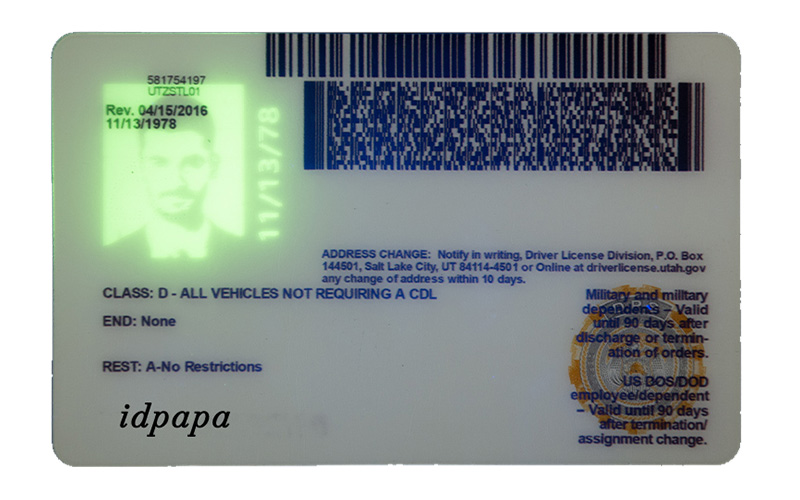 581754197
UTZSTL01
Rev. 04/15/2016
11/13/1978
11/13/78
ADDRESS CHANGE: Notify in writing, Driver License Division, P.O. Box
144501, Salt Lake City, UT 84114-4501 or Online at driverlicense.utah.gov
any change of address within 10 days.
CLASS: D - ALL VEHICLES NOT REQUIRING A CDL
END: None
REST: A-No Restrictions
Military and military
dependents – Valid
until 90 days after
discharge or termin-
ation of orders.
US DOS/DOD
employee/dependent
– Valid until 90 days
after termination/
assignment change.
idpapa